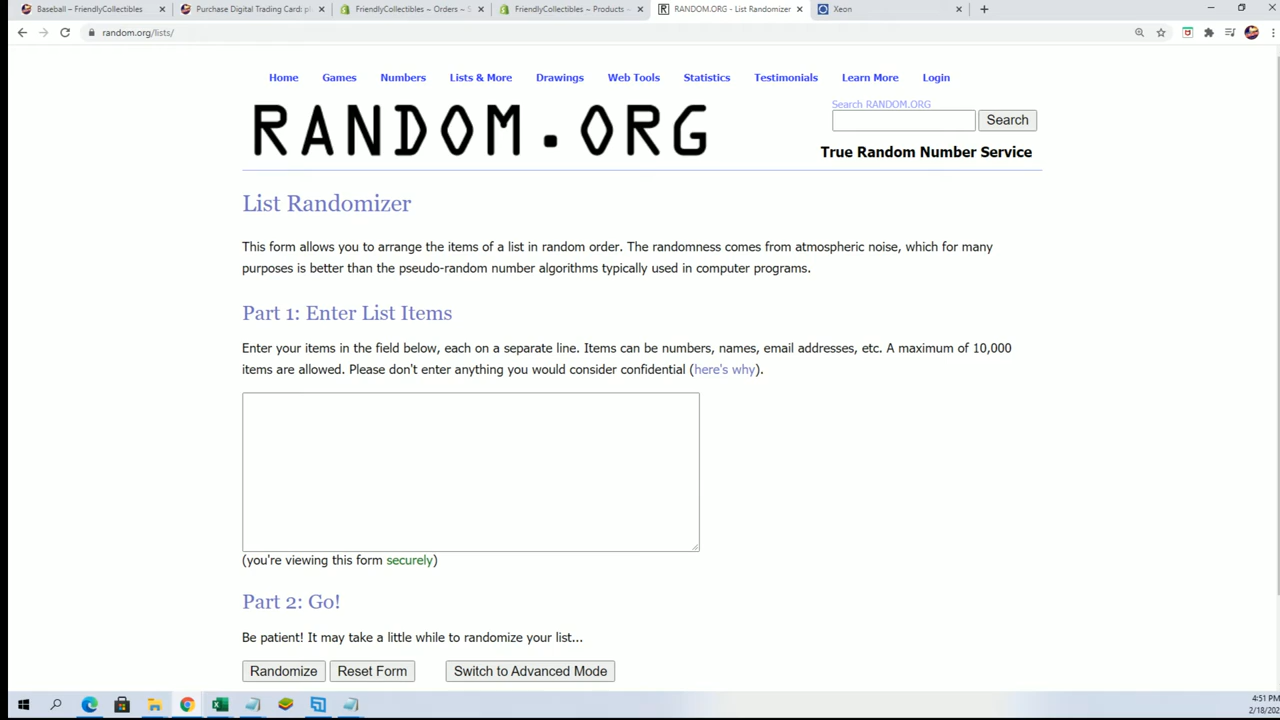 Baseball – FriendlyCollectibles
Purchase Digital Trading Card: pl
FriendlyCollectibles ~ Orders ~ S
FriendlyCollectibles ~ Products ~
RANDOM.ORG - List Randomizer
Xeon
random.org/lists/
Home Games Numbers Lists & More Drawings Web Tools Statistics Testimonials Learn More Login
RANDOM.ORG
Search RANDOM.ORG
Search
True Random Number Service
List Randomizer
This form allows you to arrange the items of a list in random order. The randomness comes from atmospheric noise, which for many
purposes is better than the pseudo-random number algorithms typically used in computer programs.
Part 1: Enter List Items
Enter your items in the field below, each on a separate line. Items can be numbers, names, email addresses, etc. A maximum of 10,000
items are allowed. Please don't enter anything you would consider confidential (here's why).
(you're viewing this form securely)
Part 2: Go!
Be patient! It may take a little while to randomize your list...
Randomize Reset Form Switch to Advanced Mode
4:51 PM
2/18/202